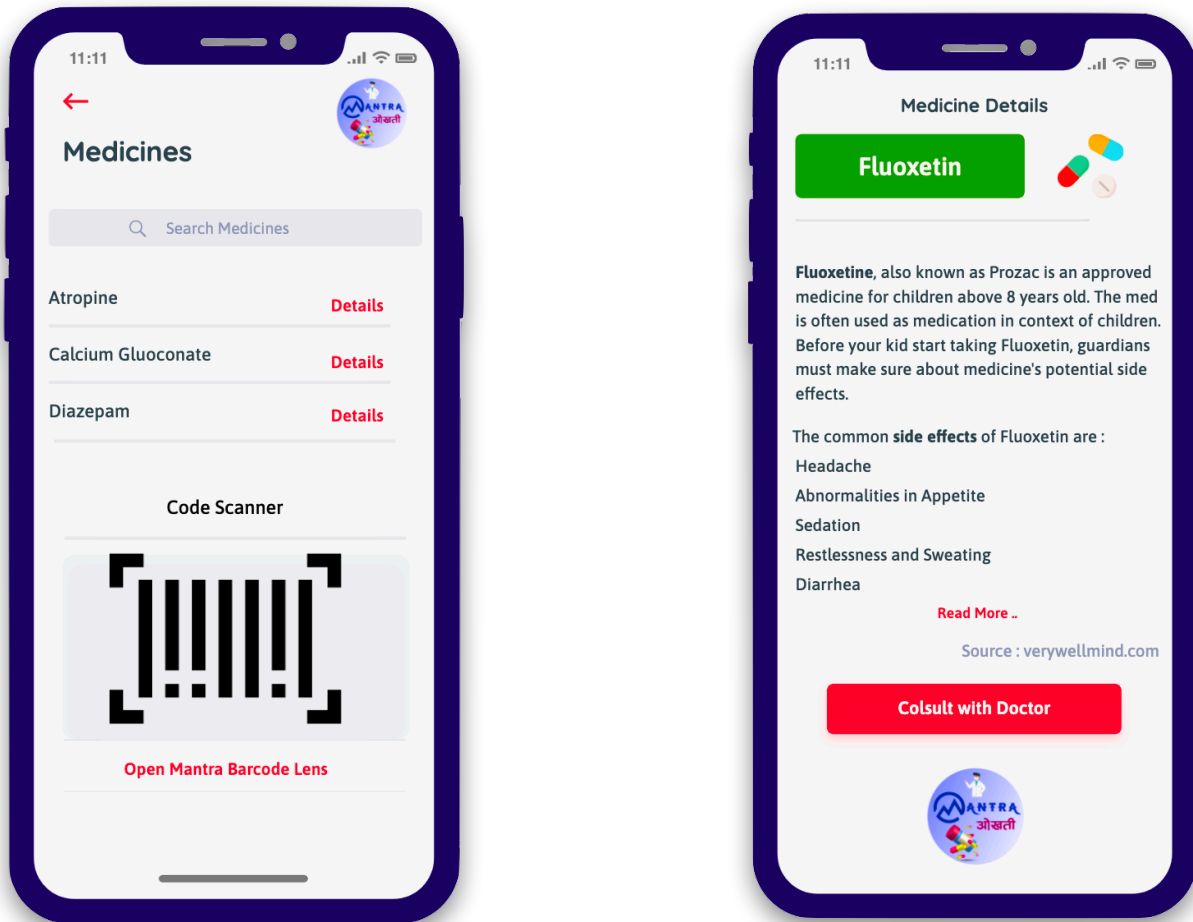 11:11
MANTRA
ओखती
Medicines
Search Medicines
Atropine
Details
Calcium Gluoconate
Details
Diazepam
Details
Code Scanner
Open Mantra Barcode Lens
11:11
Medicine Details
Fluoxetin
Fluoxetine, also known as Prozac is an approved
medicine for children above 8 years old. The med
is often used as medication in context of children.
Before your kid start taking Fluoxetin, guardians
must make sure about medicine's potential side
effects.
The common side effects of Fluoxetin are :
Headache
Abnormalities in Appetite
Sedation
Restlessness and Sweating
Diarrhea
Read More ..
Source : verywellmind.com
Colsult with Doctor
MANTRA
ओखती